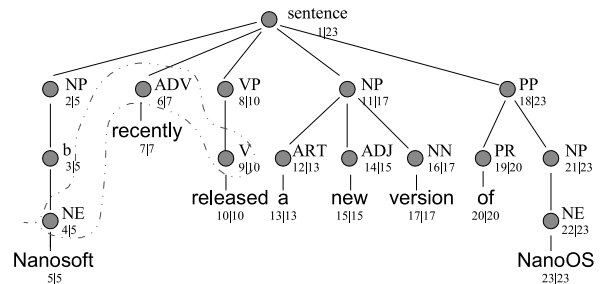 sentence
1|23
NP ADV VP NP PP
2|5 6|7 8|10 11|17 18|23
recently
7|7
b V ART ADJ NN PR NP
3|5 9|10 12|13 14|15 16|17 19|20 21|23
released a new version of
10|10 13|13 15|15 17|17 20|20
NE NE
4|5 22|23
Nanosoft NanoOS
5|5 23|23